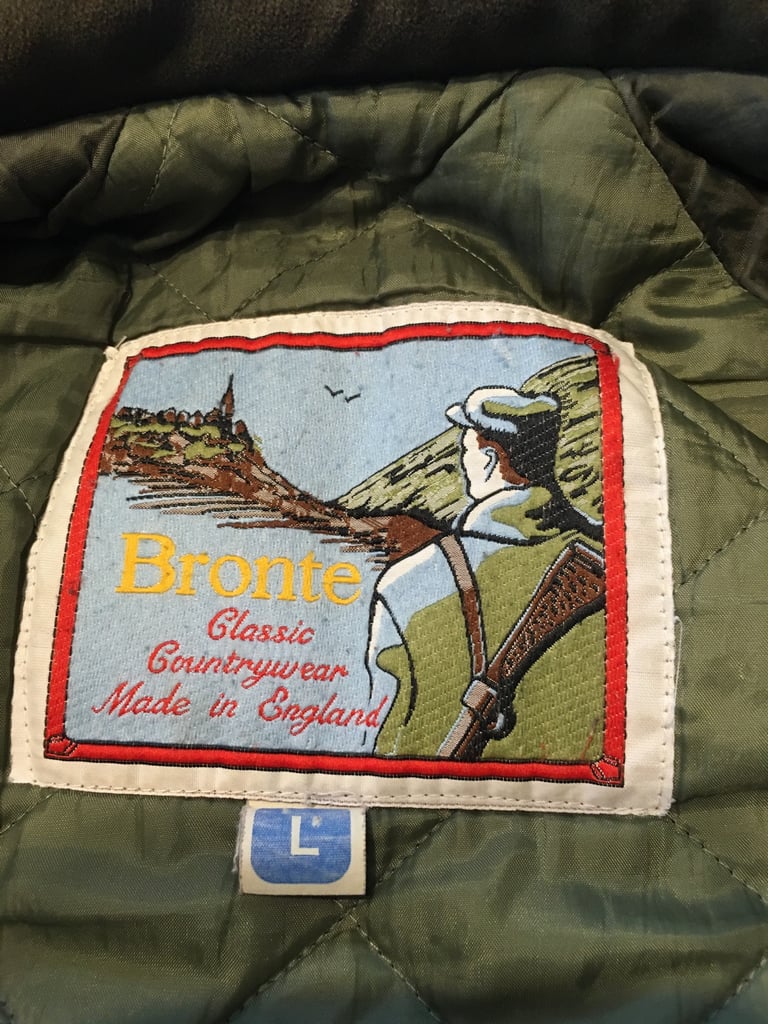 Bronte
Classic
Countrywear
Made in England
L